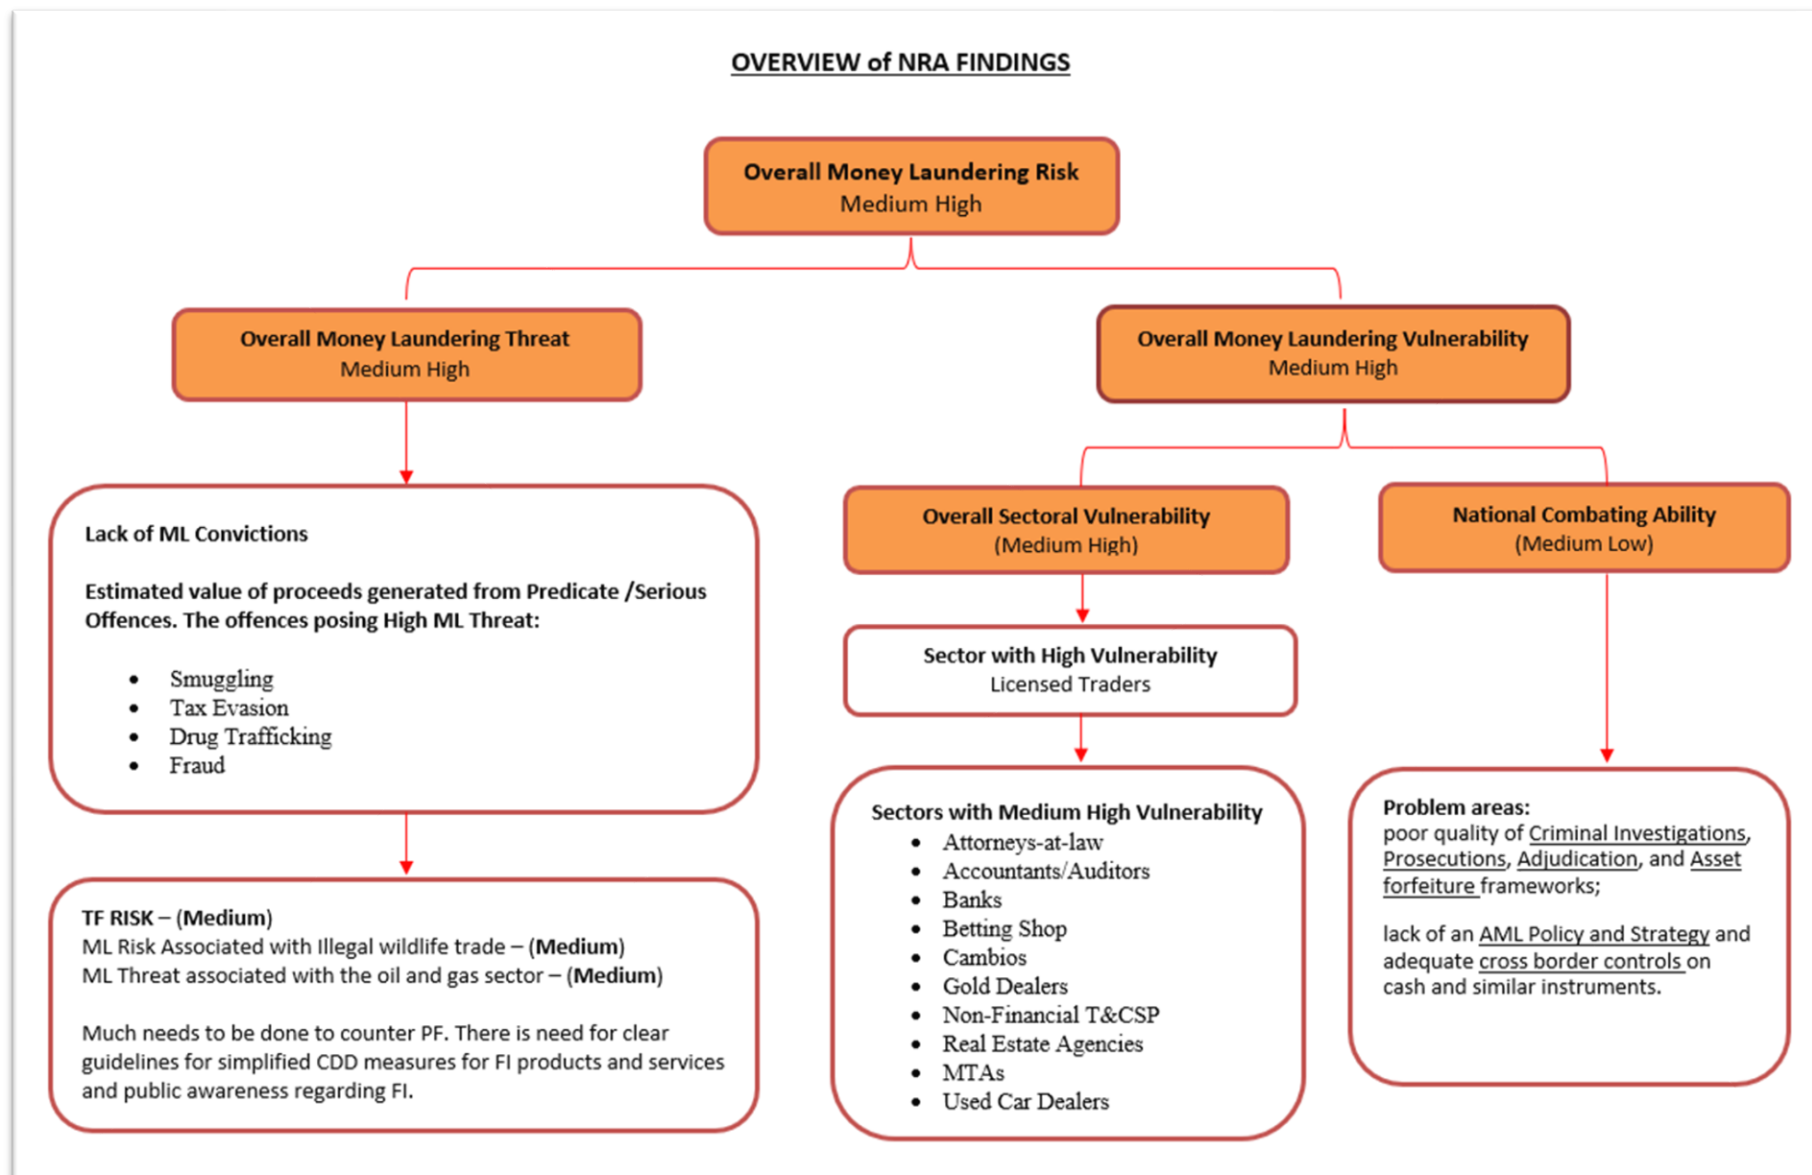 OVERVIEW of NRA FINDINGS
Overall Money Laundering Risk
Medium High
Overall Money Laundering Threat
Medium High
Overall Money Laundering Vulnerability
Medium High
Lack of ML Convictions
Estimated value of proceeds generated from Predicate /Serious
Offences. The offences posing High ML Threat:
• Smuggling
• Tax Evasion
• Drug Trafficking
• Fraud
TF RISK – (Medium)
ML Risk Associated with Illegal wildlife trade – (Medium)
ML Threat associated with the oil and gas sector – (Medium)
Much needs to be done to counter PF. There is need for clear
guidelines for simplified CDD measures for FI products and services
and public awareness regarding FI.
Overall Sectoral Vulnerability
(Medium High)
Sector with High Vulnerability
Licensed Traders
Sectors with Medium High Vulnerability
• Attorneys-at-law
• Accountants/Auditors
• Banks
• Betting Shop
• Cambios
• Gold Dealers
• Non-Financial T&CSP
• Real Estate Agencies
• MTAs
• Used Car Dealers
National Combating Ability
(Medium Low)
Problem areas:
poor quality of Criminal Investigations,
Prosecutions, Adjudication, and Asset
forfeiture frameworks;
lack of an AML Policy and Strategy and
adequate cross border controls on
cash and similar instruments.